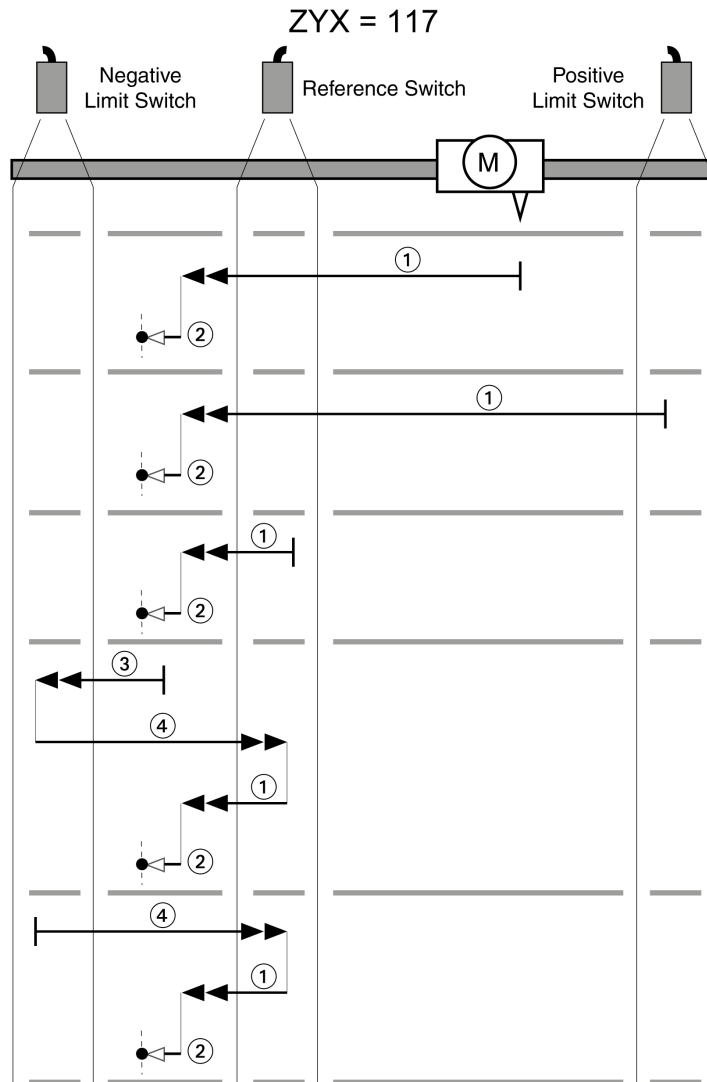 ZYX = 117
Negative
Limit Switch
Reference Switch
Positive
Limit Switch
M
1
2
1
2
1
2
3
4
1
2
4
1
2